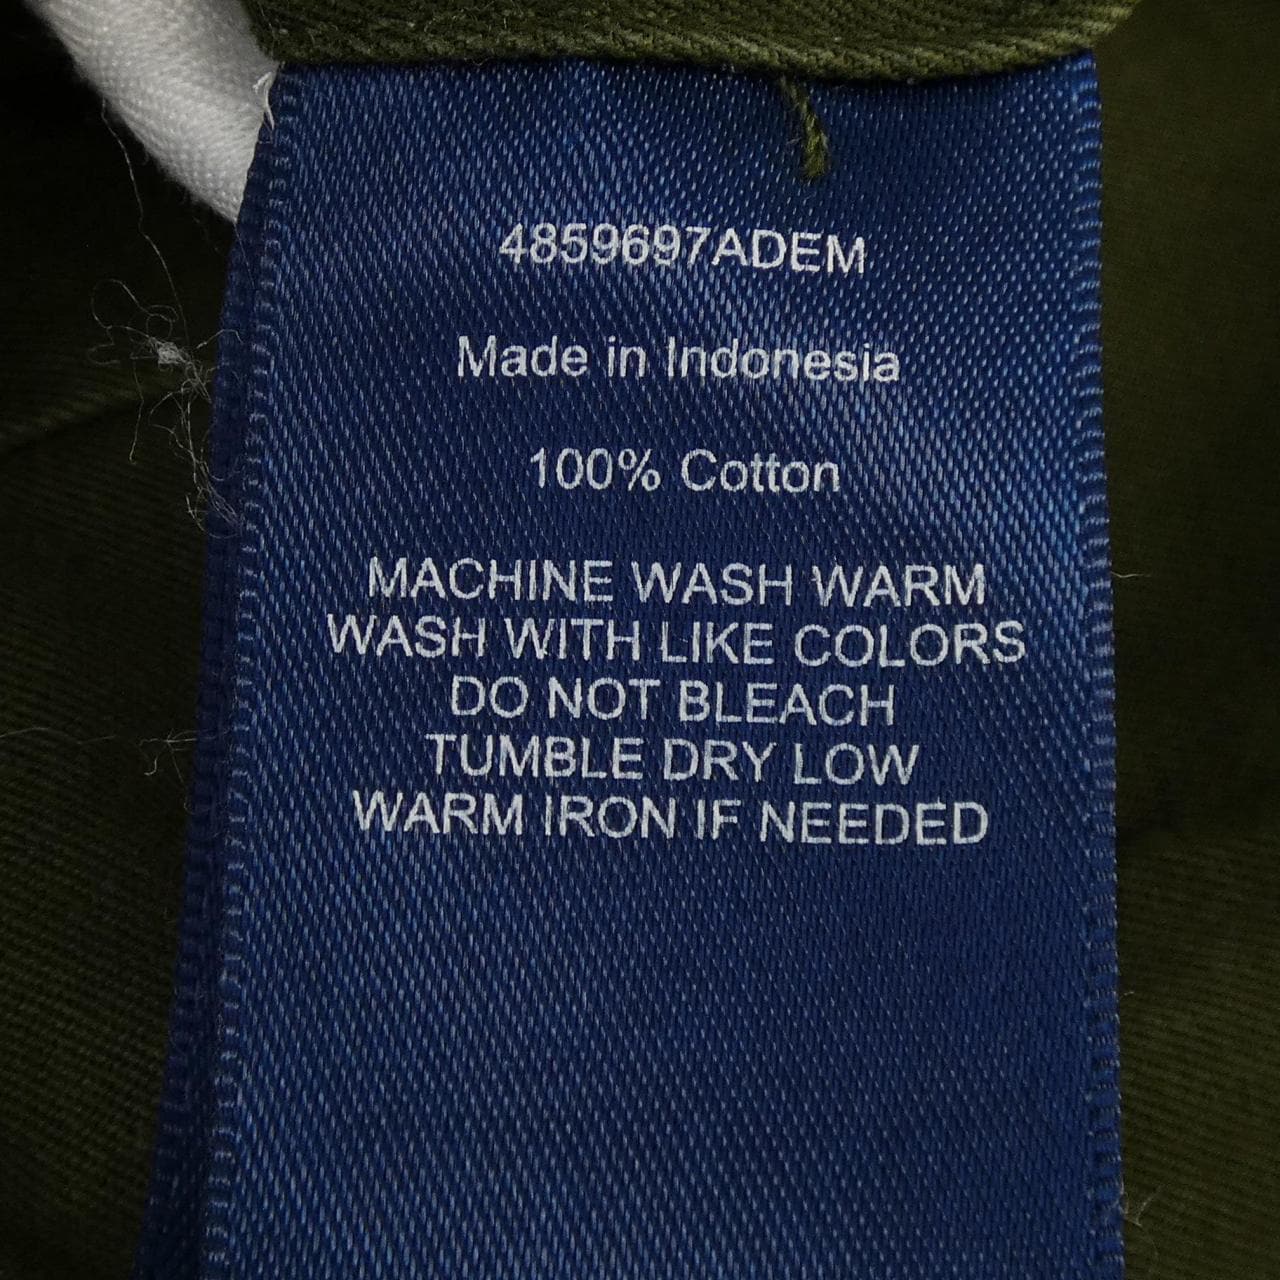 4859697ADEM
Made in Indonesia
100% Cotton
MACHINE WASH WARM
WASH WITH LIKE COLORS
DO NOT BLEACH
TUMBLE DRY LOW
WARM IRON IF NEEDED